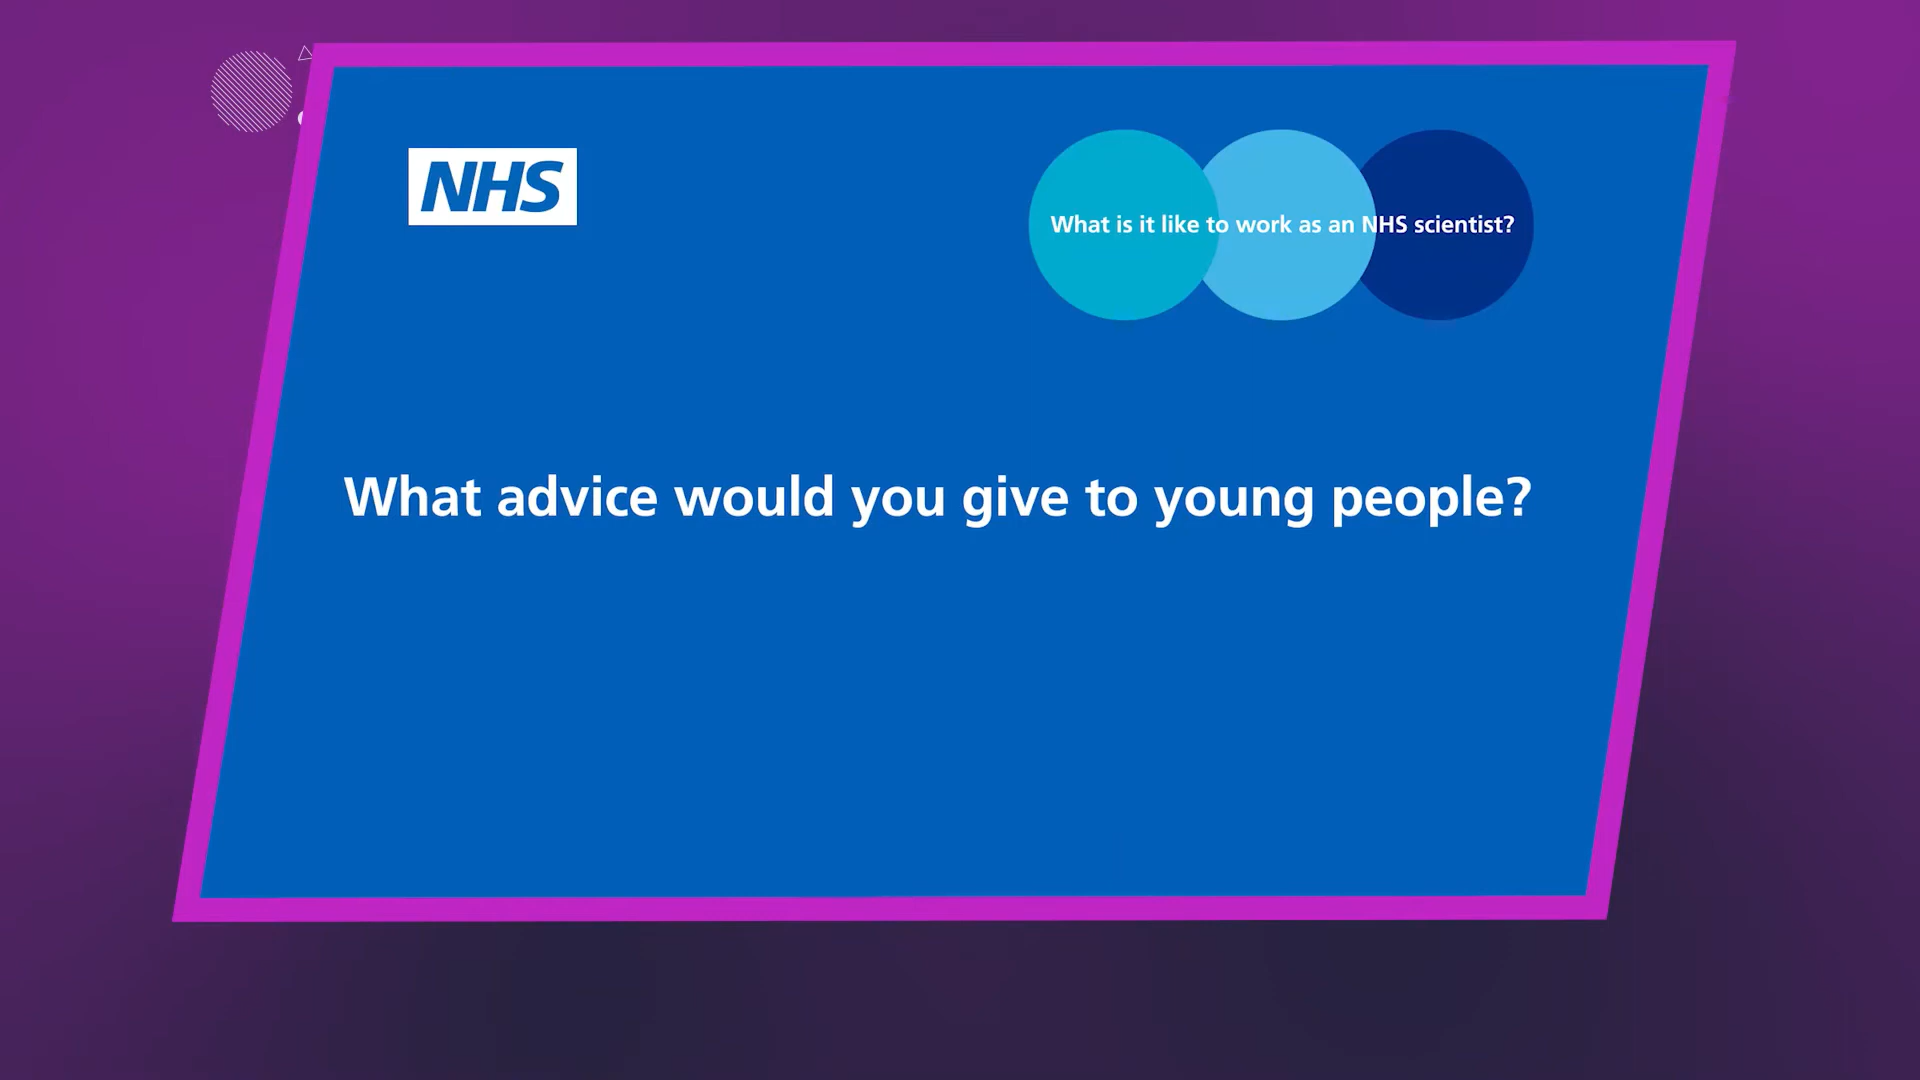 NHS
What is it like to work as an NHS scientist?
What advice would you give to young people?